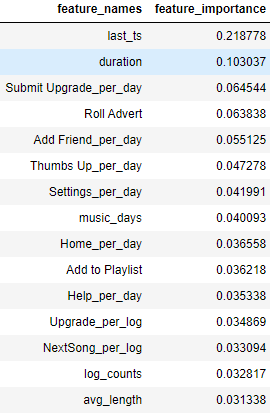 feature_names feature_importance
last_ts 0.218778
duration 0.103037
Submit Upgrade_per_day 0.064544
Roll Advert 0.063838
Add Friend_per_day 0.055125
Thumbs Up_per_day 0.047278
Settings_per_day 0.041991
music_days 0.040093
Home_per_day 0.036558
Add to Playlist 0.036218
Help_per_day 0.035338
Upgrade_per_log 0.034869
NextSong_per_log 0.033094
log_counts 0.032817
avg_length 0.031338